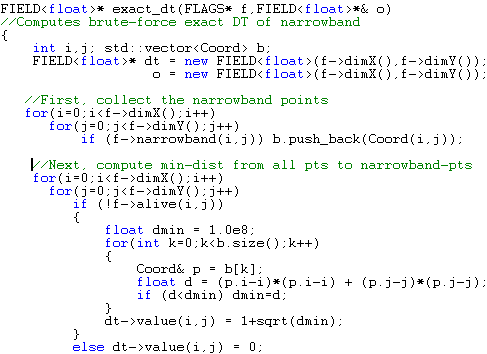 FIELD<float>* exact_dt(FLAGS* f,FIELD<float>*& o)
//Computes brute-force exact DT of narrowband
{
int i,j; std::vector<Coord> b;
FIELD<float>* dt = new FIELD<float>(f->dimX(),f->dimY());
o = new FIELD<float>(f->dimX(),f->dimY());
//First, collect the narrowband points
for(i=0;i<f->dimX();i++)
for(j=0;j<f->dimY();j++)
if (f->narrowband(i,j)) b.push_back(Coord(i,j));
//Next, compute min-dist from all pts to narrowband-pts
for(i=0;i<f->dimX();i++)
for(j=0;j<f->dimY();j++)
if (!f->alive(i,j))
{
float dmin = 1.0e8;
for(int k=0;k<b.size();k++)
{
Coord& p = b[k];
float d = (p.i-i)*(p.i-i) + (p.j-j)*(p.j-j);
if (d<dmin) dmin=d;
}
dt->value(i,j) = 1+sqrt(dmin);
}
else dt->value(i,j) = 0;